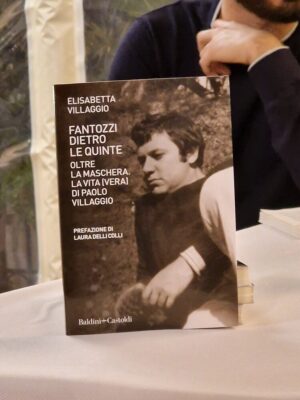 ELISABETTA
VILLAGGIO
FANTOZZI
DIETRO
LE QUINTE
OLTRE
LA MASCHERA.
LA VITA (VERA)
DI PAOLO
VILLAGGIO
PREFAZIONE DI
LAURA DELLI COLLI
Baldini+Castoldi